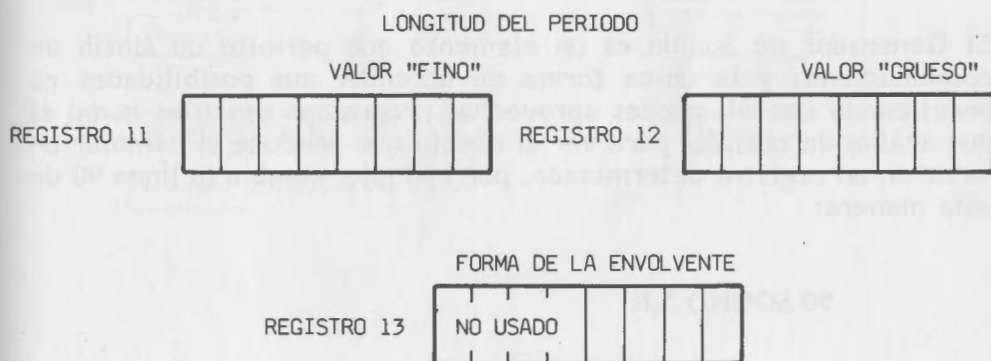 LONGITUD DEL PERIODO
VALOR "FINO" VALOR "GRUESO"
REGISTRO 11 REGISTRO 12
FORMA DE LA ENVOLVENTE
REGISTRO 13 NO USADO